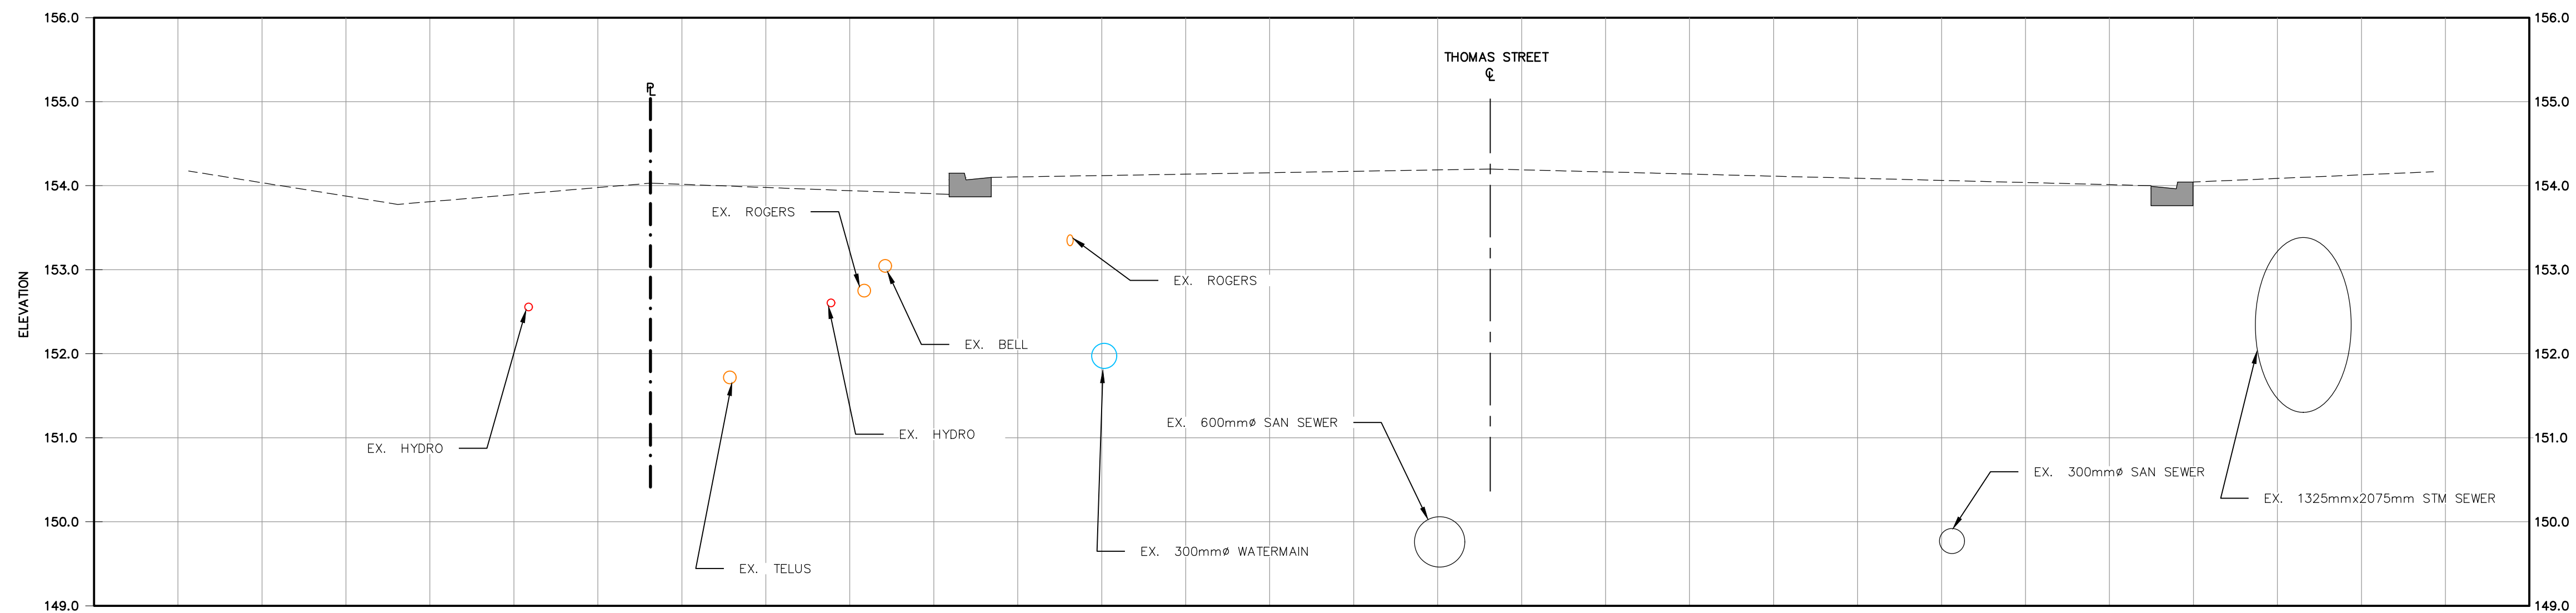 156.0
156.0
THOMAS STREET
℄
155.0
155.0
PL
154.0
154.0
EX. ROGERS
EX. ROGERS
153.0
153.0
ELEVATION
EX. BELL
152.0
152.0
EX. 600mmø SAN SEWER
EX. HYDRO
EX. HYDRO
151.0
151.0
EX. 300mmø SAN SEWER
EX. 1325mmx2075mm STM SEWER
150.0
150.0
EX. 300mmø WATERMAIN
EX. TELUS
149.0
149.0